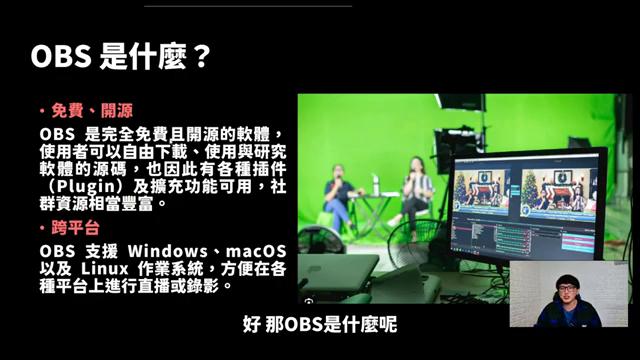 OBS 是什麼？
• 免費、開源
OBS 是完全免費且開源的軟體，
使用者可以自由下載、使用與研究
軟體的源碼，也因此有各種插件
（Plugin）及擴充功能可用，社
群資源相當豐富。
• 跨平台
OBS 支援 Windows、macOS
以及 Linux 作業系統，方便在各
種平台上進行直播或錄影。
好 那OBS是什麼呢